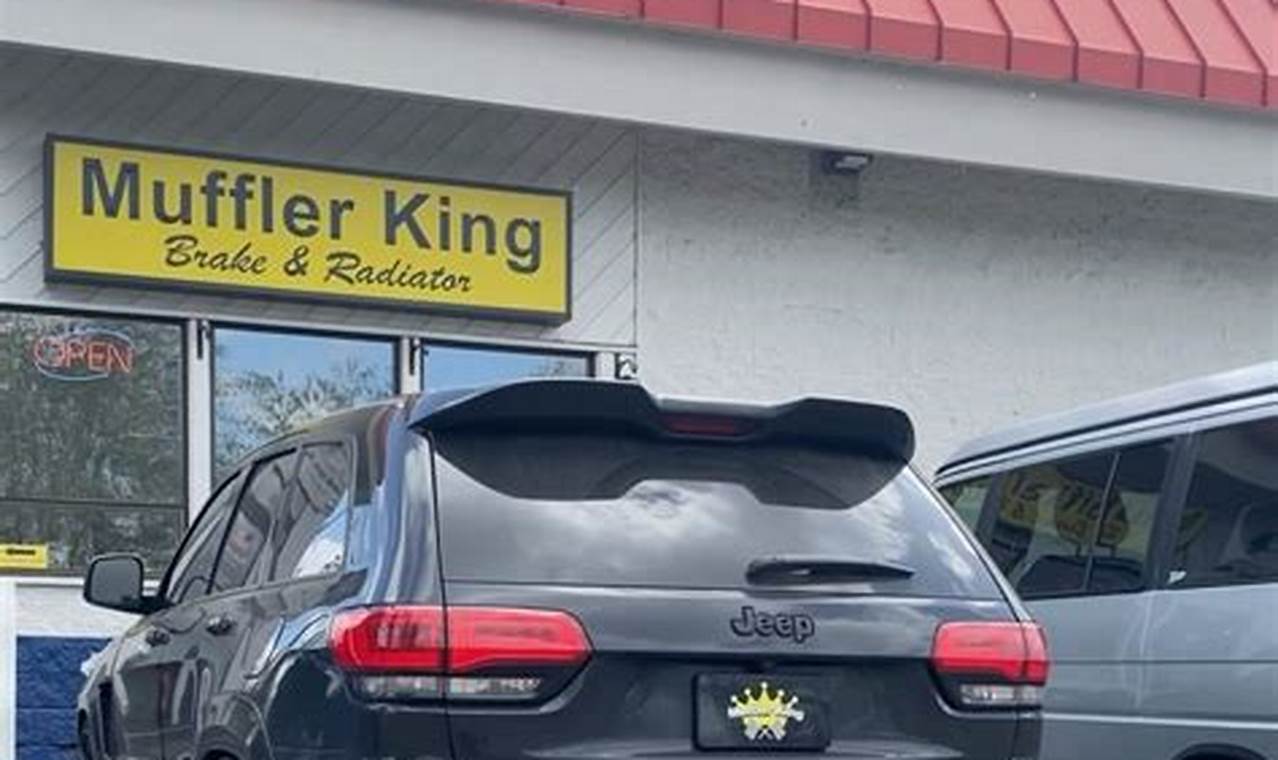 Muffler King
Brake & Radiator
OPEN
Jeep